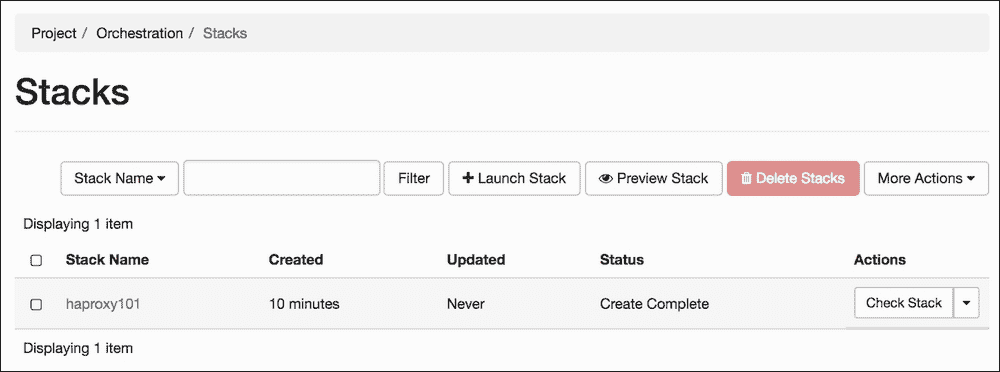 Project / Orchestration / Stacks
Stacks
Stack Name Filter Launch Stack Preview Stack Delete Stacks More Actions
Displaying 1 item
Stack Name Created Updated Status Actions
haproxy101 10 minutes Never Create Complete Check Stack
Displaying 1 item